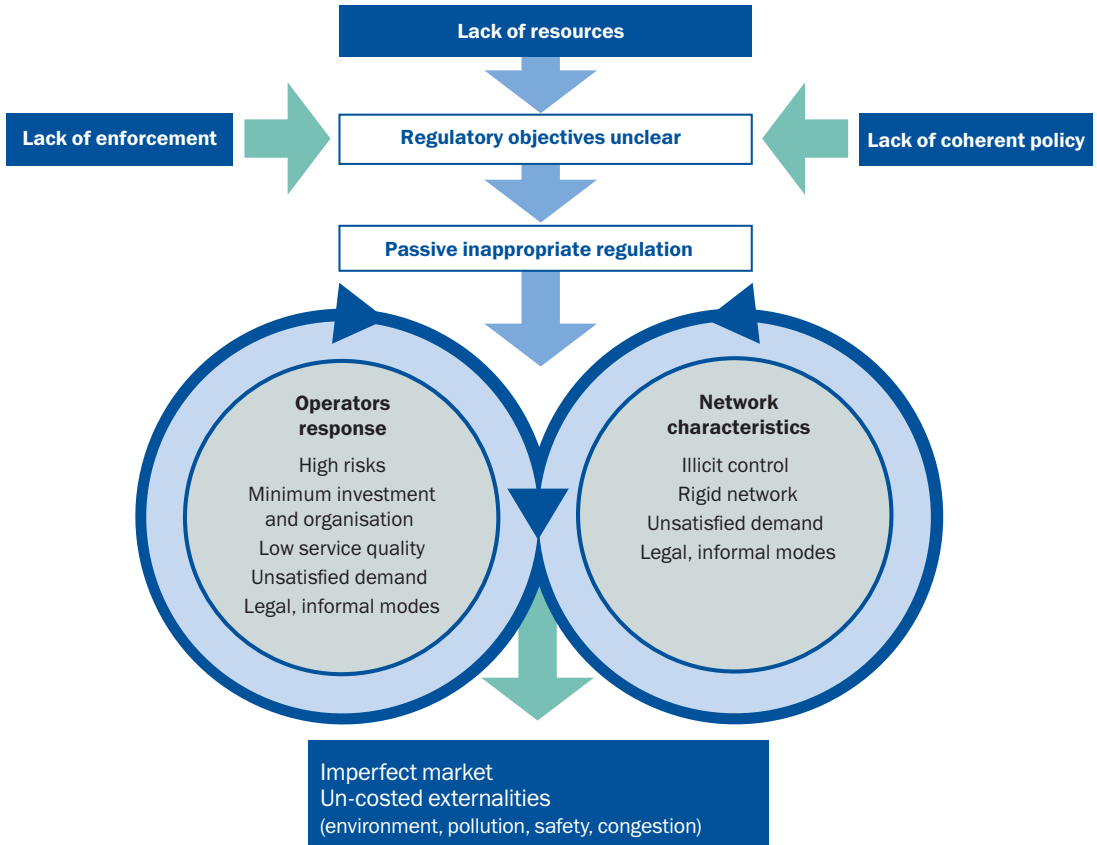 Lack of resources
Lack of enforcement
Regulatory objectives unclear
Lack of coherent policy
Passive inappropriate regulation
Operators
response
High risks
Minimum investment
and organisation
Low service quality
Unsatisfied demand
Legal, informal modes
Network
characteristics
Illicit control
Rigid network
Unsatisfied demand
Legal, informal modes
Imperfect market
Un-costed externalities
(environment, pollution, safety, congestion)